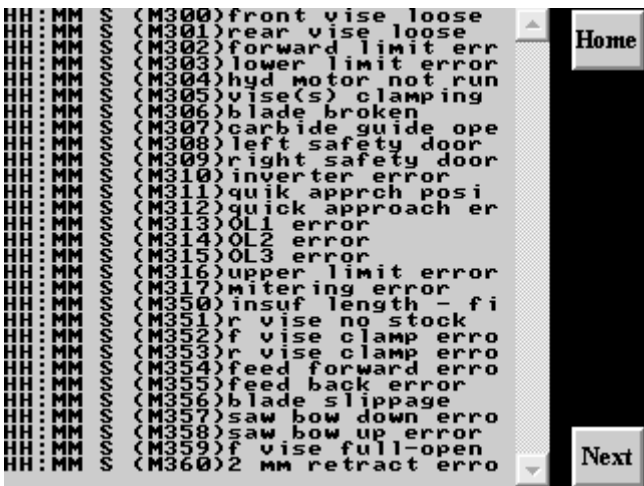 HH:MM S (M300)front vise loose
HH:MM S (M301)rear vise loose
HH:MM S (M302)forward limit err
HH:MM S (M303)lower limit error
HH:MM S (M304)hyd motor not run
HH:MM S (M305)vise(s) clamping
HH:MM S (M306)blade broken
HH:MM S (M307)carbide guide ope
HH:MM S (M308)left safety door
HH:MM S (M309)right safety door
HH:MM S (M310)inverter error
HH:MM S (M311)quik apprch posi
HH:MM S (M312)quick approach er
HH:MM S (M313)OL1 error
HH:MM S (M314)OL2 error
HH:MM S (M315)OL3 error
HH:MM S (M316)upper limit error
HH:MM S (M317)mitering error
HH:MM S (M350)insuf length - fi
HH:MM S (M351)r vise no stock
HH:MM S (M352)f vise clamp erro
HH:MM S (M353)r vise clamp erro
HH:MM S (M354)feed forward erro
HH:MM S (M355)feed back error
HH:MM S (M356)blade slippage
HH:MM S (M357)saw bow down erro
HH:MM S (M358)saw bow up error
HH:MM S (M359)f vise full-open
HH:MM S (M360)2 mm retract erro
Home
Next